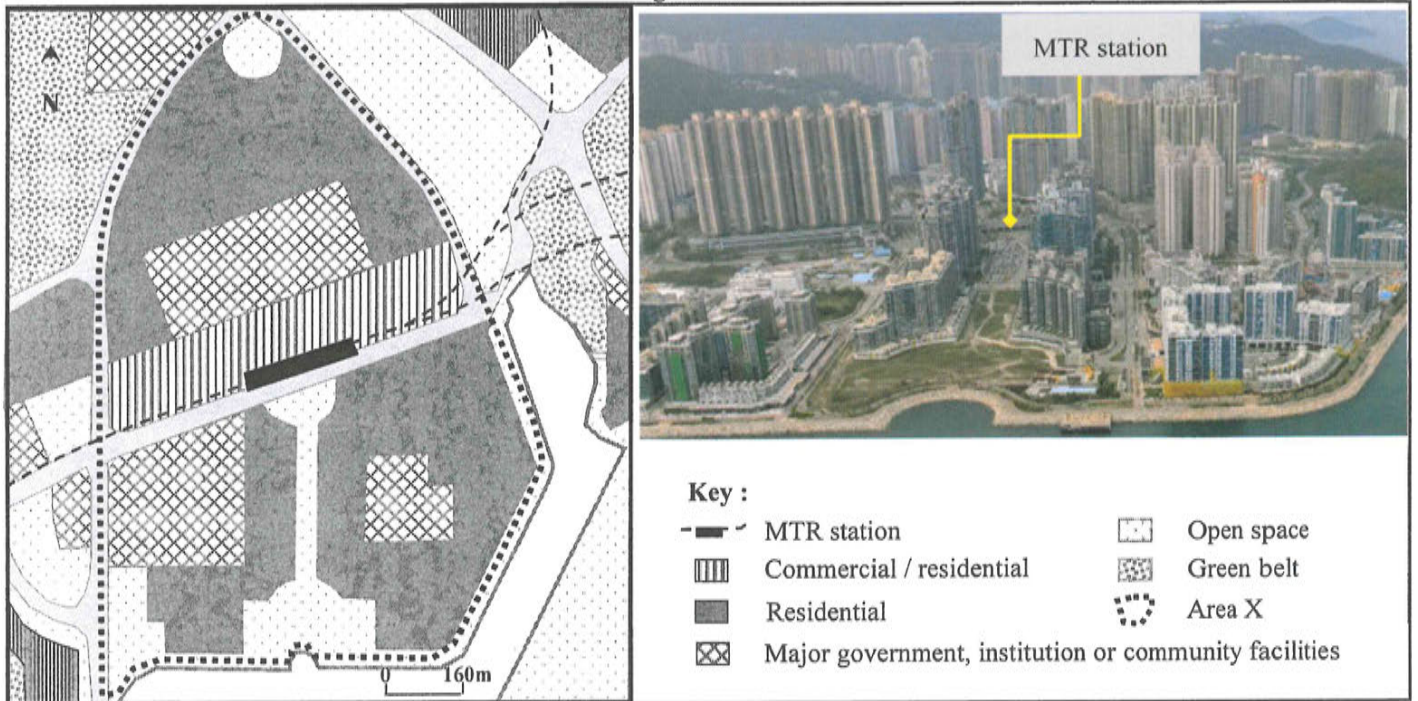 N
0 160m
MTR station
Key :
MTR station
Commercial / residential
Residential
Major government, institution or community facilities
Open space
Green belt
Area X